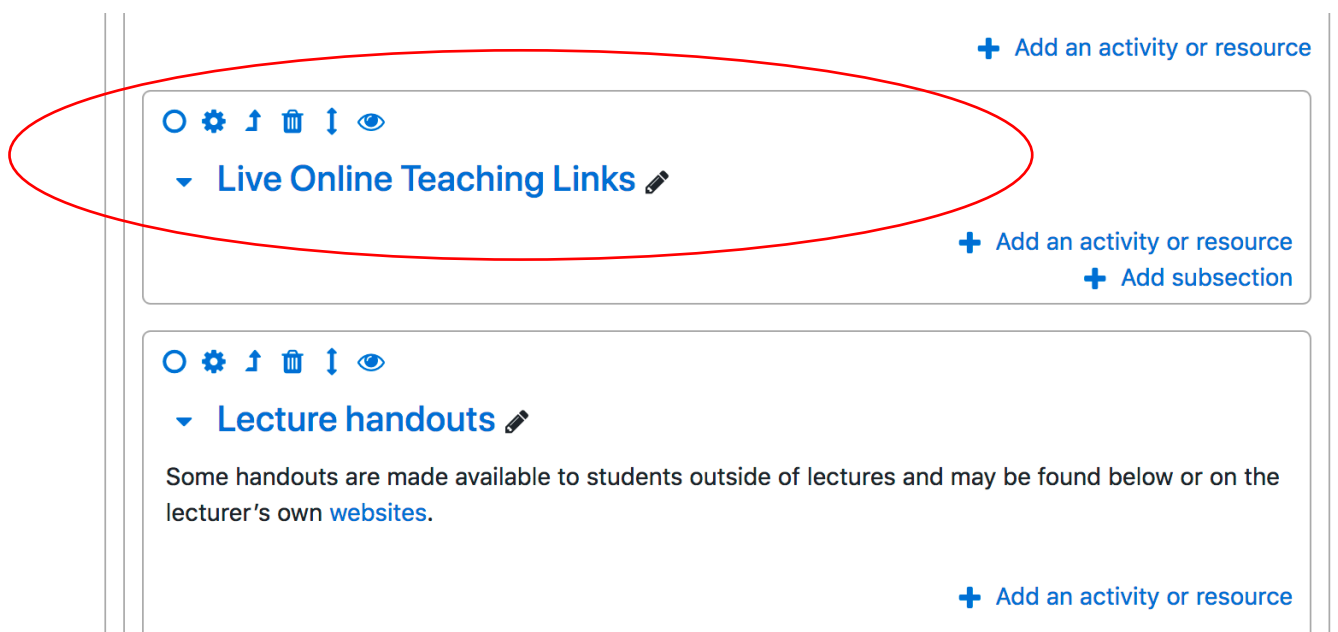 Add an activity or resource
Live Online Teaching Links
Add an activity or resource
Add subsection
Lecture handouts
Some handouts are made available to students outside of lectures and may be found below or on the
lecturer's own websites.
Add an activity or resource